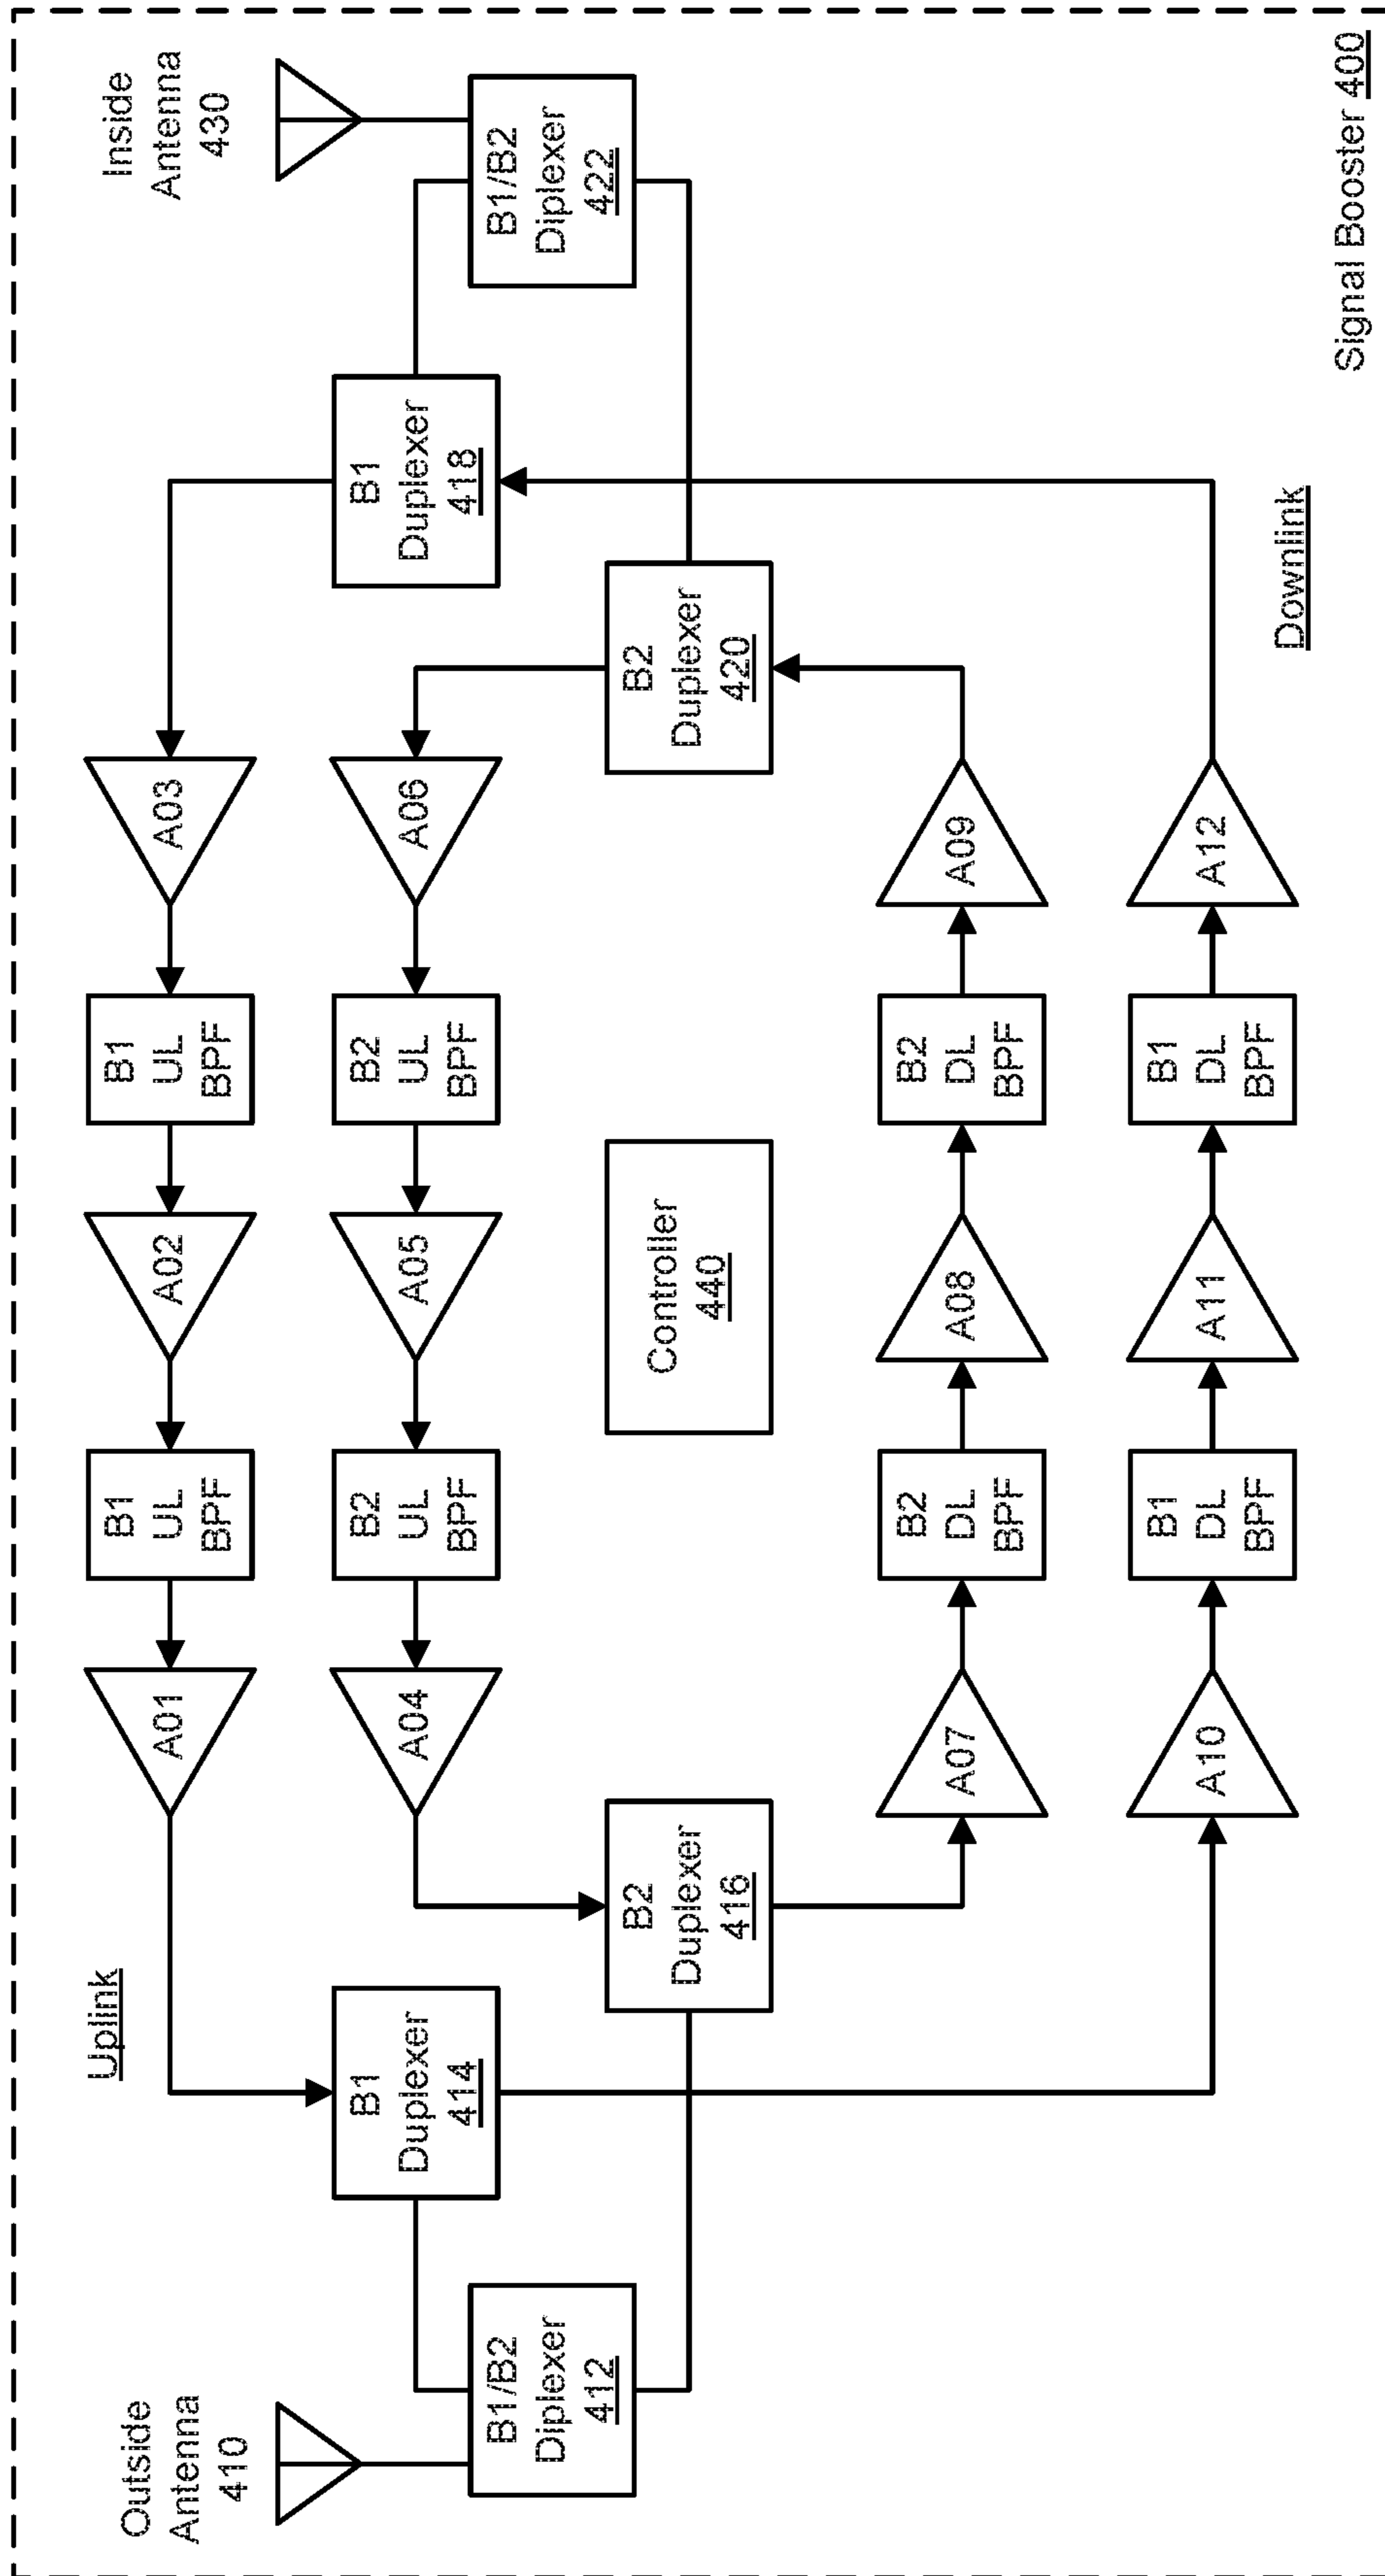 Outside
Antenna
410
Inside
Antenna
430
Uplink
A01
B1
UL
BPF
A02
B1
UL
BPF
A03
B1
Duplexer
414
A04
B2
UL
BPF
A05
B2
UL
BPF
A06
B1
Duplexer
418
B1/B2
Diplexer
412
B1/B2
Diplexer
422
B2
Duplexer
416
Controller
440
B2
Duplexer
420
A07
B2
DL
BPF
A08
B2
DL
BPF
A09
A10
B1
DL
BPF
A11
B1
DL
BPF
A12
Downlink
Signal Booster 400